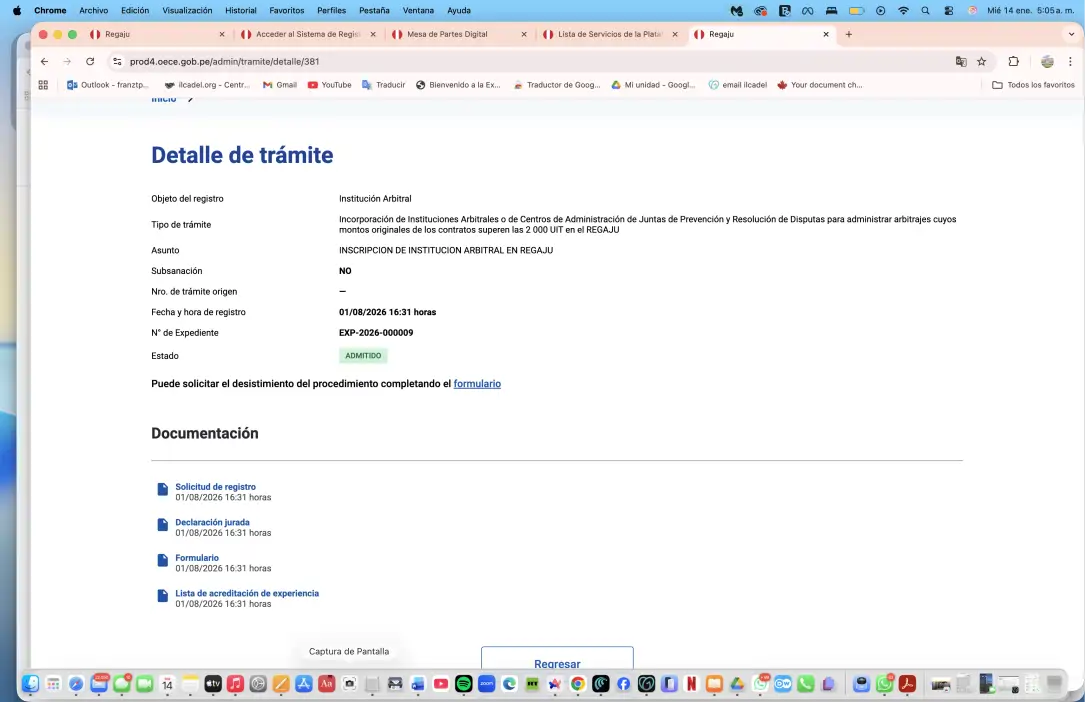 Chrome Archivo Edición Visualización Historial Favoritos Perfiles Pestaña Ventana Ayuda Mié 14 ene. 5:05 a. m.
Regaju Acceder al Sistema de Regis Mesa de Partes Digital Lista de Servicios de la Plataf Regaju
prod4.oece.gob.pe/admin/tramite/detalle/381
Outlook - franztp... ilcadel.org - Centr... Gmail YouTube Traducir Bienvenido a la Exa... Traductor de Goog... Mi unidad - Googl... email ilcadel Your document ch... Todos los favoritos
Inicio
Detalle de trámite
Objeto del registro Institución Arbitral
Tipo de trámite Incorporación de Instituciones Arbitrales o de Centros de Administración de Juntas de Prevención y Resolución de Disputas para administrar arbitrajes cuyos
montos originales de los contratos superen las 2 000 UIT en el REGAJU
Asunto INSCRIPCION DE INSTITUCION ARBITRAL EN REGAJU
Subsanación NO
Nro. de trámite origen —
Fecha y hora de registro 01/08/2026 16:31 horas
N° de Expediente EXP-2026-000009
Estado ADMITIDO
Puede solicitar el desistimiento del procedimiento completando el formulario
Documentación
Solicitud de registro
01/08/2026 16:31 horas
Declaración jurada
01/08/2026 16:31 horas
Formulario
01/08/2026 16:31 horas
Lista de acreditación de experiencia
01/08/2026 16:31 horas
Captura de Pantalla
Regresar
14 tv Aa zoom N